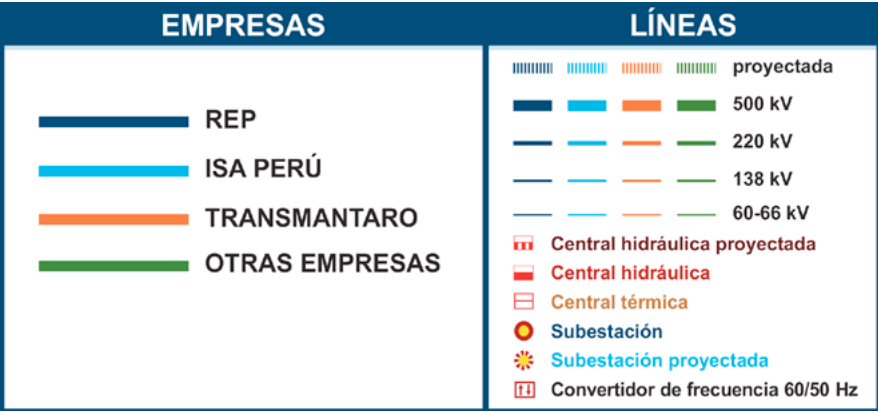 EMPRESAS
REP
ISA PERÚ
TRANSMANTARO
OTRAS EMPRESAS
LÍNEAS
proyectada
500 kV
220 kV
138 kV
60-66 kV
Central hidráulica proyectada
Central hidráulica
Central térmica
Subestación
Subestación proyectada
Convertidor de frecuencia 60/50 Hz